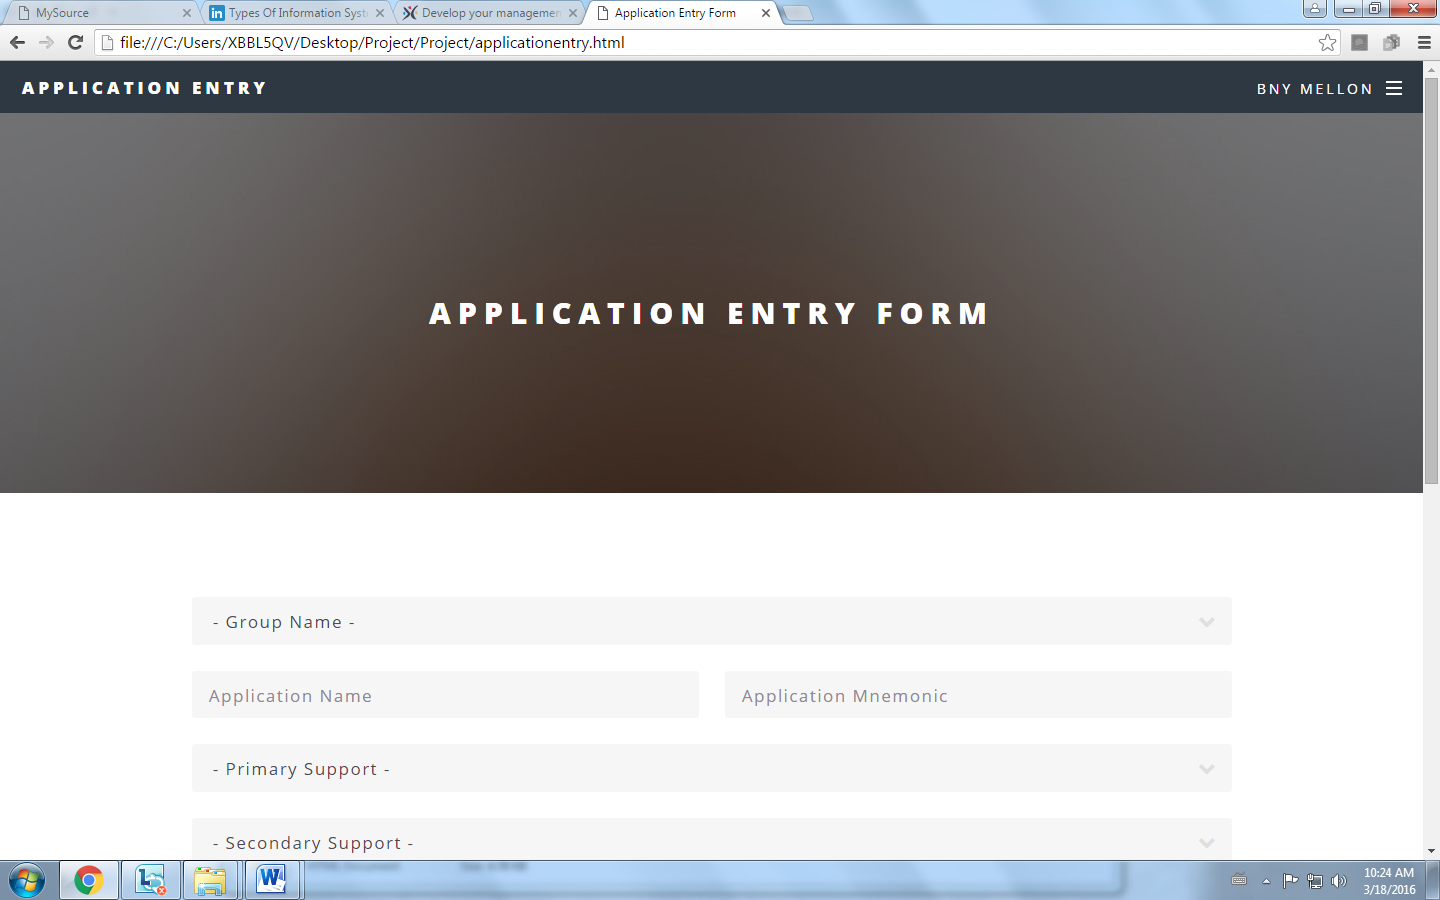 MySource
Types Of Information Syste
Develop your managemen
Application Entry Form
file:///C:/Users/XBBL5QV/Desktop/Project/Project/applicationentry.html
APPLICATION ENTRY
BNY MELLON
APPLICATION ENTRY FORM
- Group Name -
Application Name
Application Mnemonic
- Primary Support -
- Secondary Support -
10:24 AM
3/18/2016